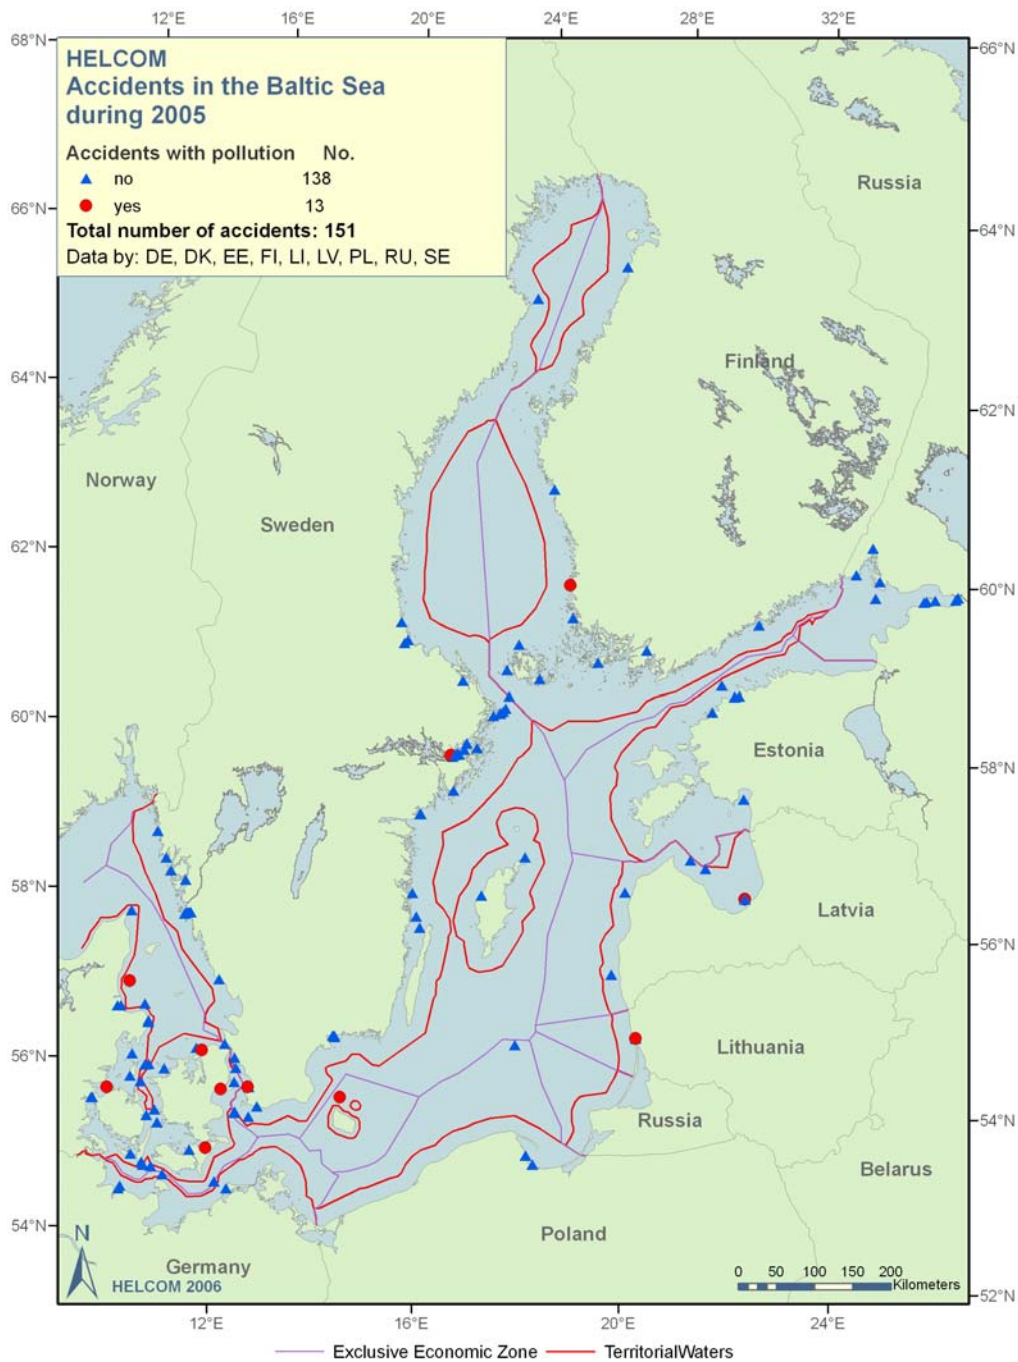 12°E 16°E 20°E 24°E 28°E 32°E
68°N
66°N
HELCOM
Accidents in the Baltic Sea
during 2005
Accidents with pollution No.
no 138
yes 13
Total number of accidents: 151
Data by: DE, DK, EE, FI, LI, LV, PL, RU, SE
Russia
66°N
64°N
Finland
64°N
62°N
Norway
Sweden
62°N
60°N
60°N
Estonia
58°N
58°N
Latvia
56°N
56°N
Lithuania
Russia
54°N
Belarus
54°N
Poland
N
Germany
HELCOM 2006
0 50 100 150 200
Kilometers
52°N
12°E 16°E 20°E 24°E
Exclusive Economic Zone TerritorialWaters